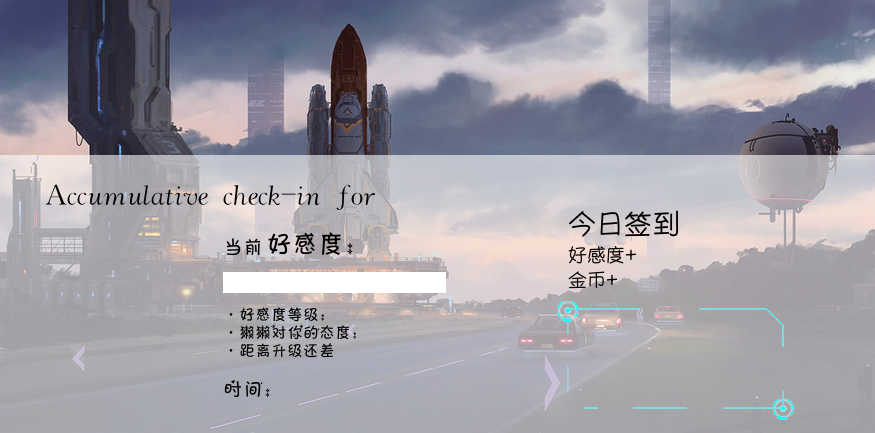 Accumulative check-in for
当前好感度：
・好感度等级：
・獭獭对你的态度：
・距离升级还差
时间：
今日签到
好感度+
金币+